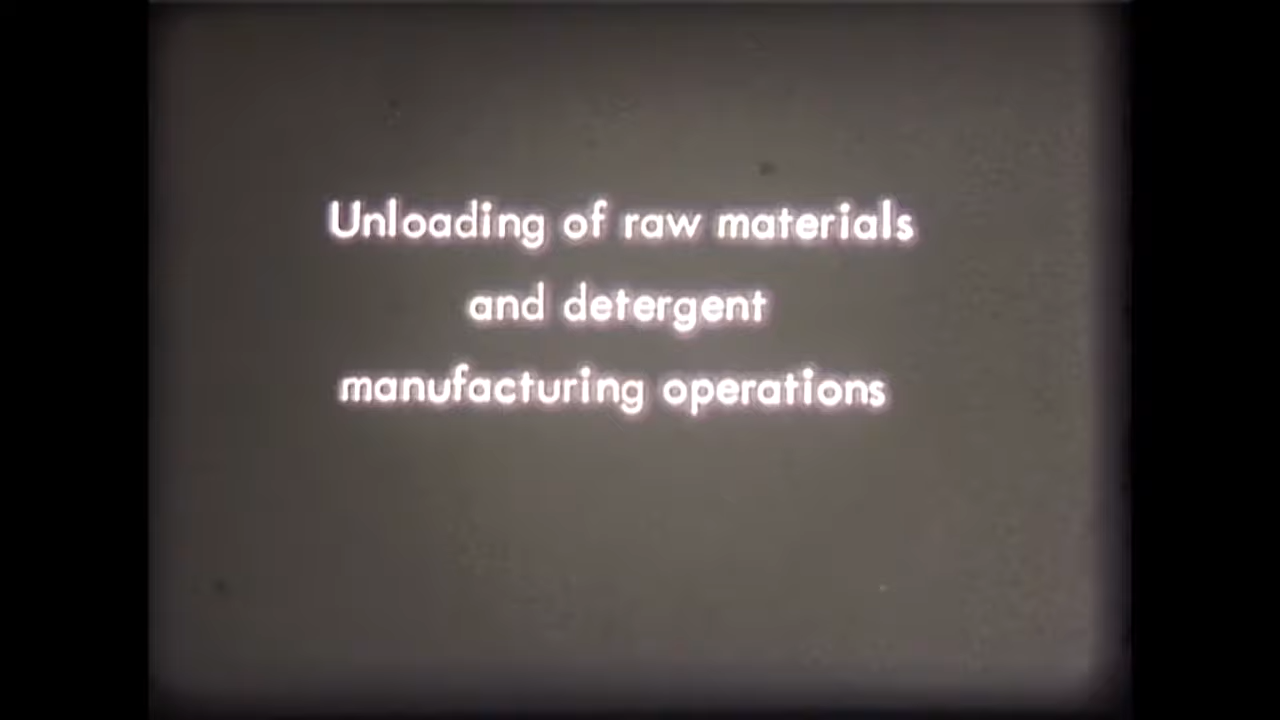 Unloading of raw materials
and detergent
manufacturing operations